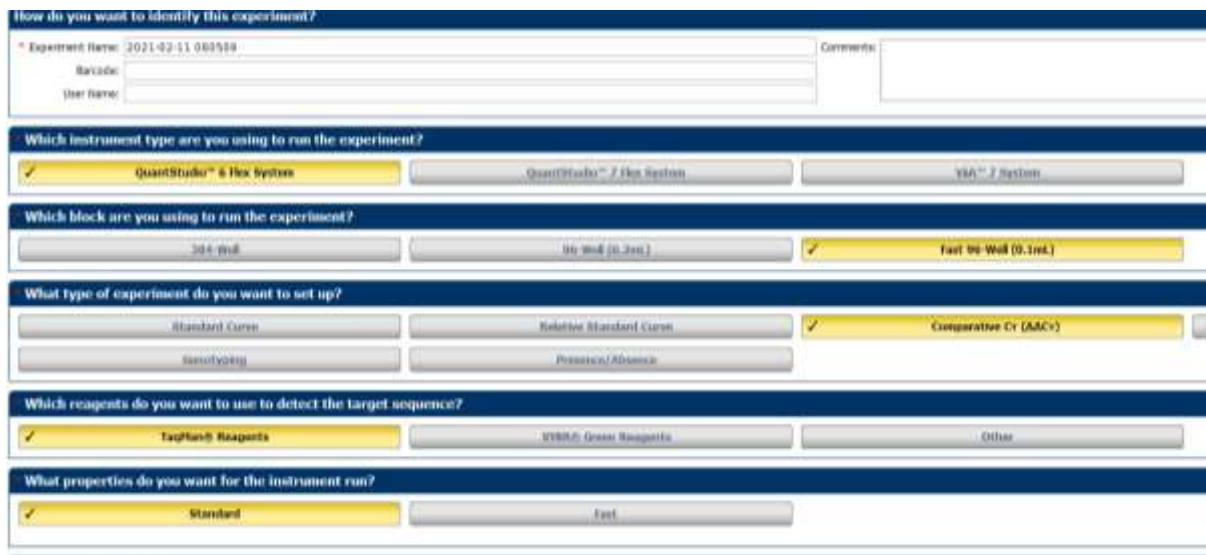 How do you want to identify this experiment?
* Experiment Name: 2021-02-11 080508 Comments:
Barcode:
User Name:
* Which instrument type are you using to run the experiment?
✓ QuantStudio™ 6 Flex System QuantStudio™ 7 Flex System ViiA™ 7 System
* Which block are you using to run the experiment?
384-Well 96-Well (0.2mL) ✓ Fast 96-Well (0.1mL)
* What type of experiment do you want to set up?
Standard Curve Relative Standard Curve ✓ Comparative Cт (ΔΔCт)
Genotyping Presence/Absence
* Which reagents do you want to use to detect the target sequence?
✓ TaqMan® Reagents SYBR® Green Reagents Other
* What properties do you want for the instrument run?
✓ Standard Fast